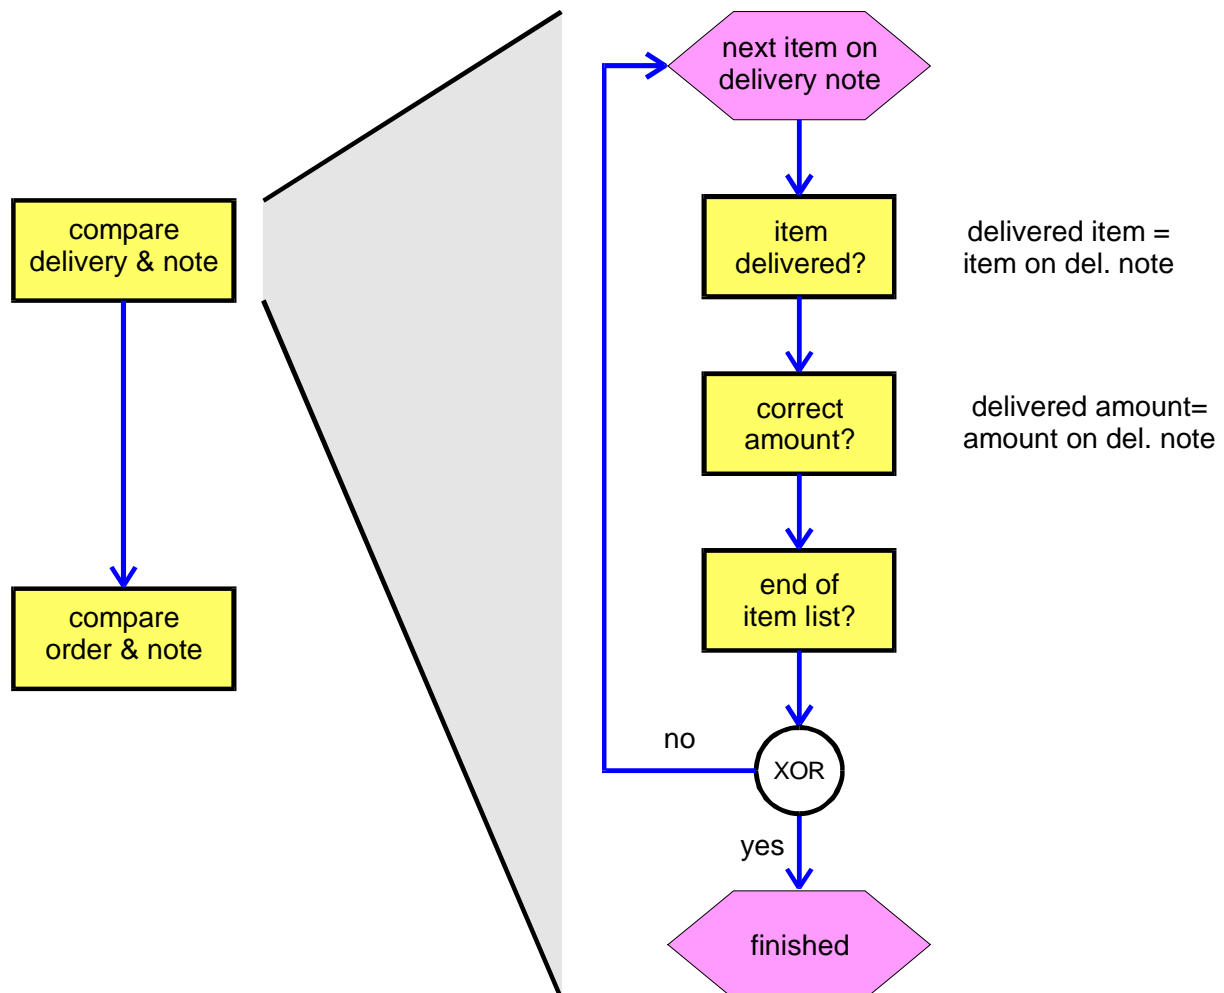 compare
delivery & note
compare
order & note
next item on
delivery note
item
delivered?
delivered item =
item on del. note
correct
amount?
delivered amount=
amount on del. note
end of
item list?
no
XOR
yes
finished